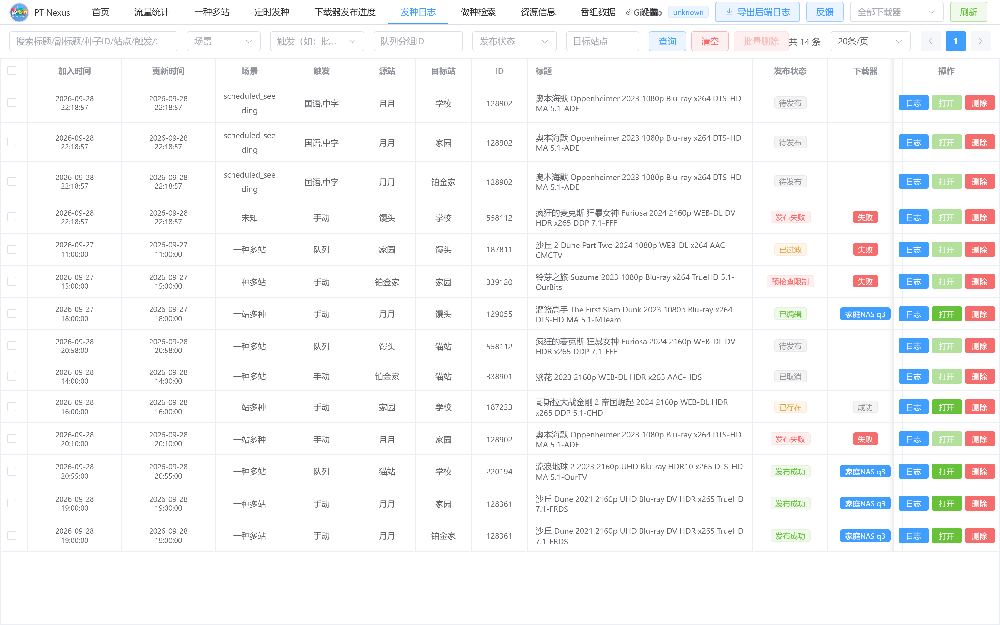 PT Nexus 首页 流量统计 一种多站 定时发种 下载器发布进度 发种日志 做种检索 资源信息 番组数据 设置 unknown 导出后端日志 反馈 全部下载器 刷新
搜索标题/副标题/种子ID/站点/触发/ 场景 触发（如：批... 队列分组ID 发布状态 目标站点 查询 清空 批量删除 共 14 条 20条/页 1
加入时间 更新时间 场景 触发 源站 目标站 ID 标题 发布状态 下载器 操作
2026-09-28 2026-09-28 scheduled_see 国语,中字 月月 学校 128902 奥本海默 Oppenheimer 2023 1080p Blu-ray x264 DTS-HD 待发布 日志 打开 删除
22:18:57 22:18:57 ding MA 5.1-ADE
2026-09-28 2026-09-28 scheduled_see 国语,中字 月月 家园 128902 奥本海默 Oppenheimer 2023 1080p Blu-ray x264 DTS-HD 待发布 日志 打开 删除
22:18:57 22:18:57 ding MA 5.1-ADE
2026-09-28 2026-09-28 scheduled_see 国语,中字 月月 铂金家 128902 奥本海默 Oppenheimer 2023 1080p Blu-ray x264 DTS-HD 待发布 日志 打开 删除
22:18:57 22:18:57 ding MA 5.1-ADE
2026-09-28 2026-09-28 未知 手动 馒头 学校 558112 疯狂的麦克斯 狂暴女神 Furiosa 2024 2160p WEB-DL DV 发布失败 失败 日志 打开 删除
22:18:57 22:18:57 HDR x265 DDP 7.1-FFF
2026-09-27 2026-09-27 一种多站 队列 家园 馒头 187811 沙丘 2 Dune Part Two 2024 1080p WEB-DL x264 AAC- 已过滤 失败 日志 打开 删除
11:00:00 11:00:00 CMCTV
2026-09-27 2026-09-27 一种多站 手动 铂金家 家园 339120 铃芽之旅 Suzume 2023 1080p Blu-ray x264 TrueHD 5.1- 预检查限制 失败 日志 打开 删除
15:00:00 15:00:00 OurBits
2026-09-27 2026-09-27 一站多种 手动 月月 馒头 129055 灌篮高手 The First Slam Dunk 2023 1080p Blu-ray x264 已编辑 家庭NAS qB 日志 打开 删除
18:00:00 18:00:00 DTS-HD MA 5.1-MTeam
2026-09-28 2026-09-28 一种多站 队列 馒头 猫站 558112 疯狂的麦克斯 狂暴女神 Furiosa 2024 2160p WEB-DL DV 待发布 日志 打开 删除
20:58:00 20:58:00 HDR x265 DDP 7.1-FFF
2026-09-28 2026-09-28 一种多站 手动 铂金家 猫站 338901 繁花 2023 2160p WEB-DL HDR x265 AAC-HDS 已取消 日志 打开 删除
14:00:00 14:00:00
2026-09-28 2026-09-28 一站多种 手动 家园 学校 187233 哥斯拉大战金刚 2 帝国崛起 2024 2160p WEB-DL HDR 已存在 成功 日志 打开 删除
16:00:00 16:00:00 x265 DDP 5.1-CHD
2026-09-28 2026-09-28 一站多种 手动 月月 家园 128902 奥本海默 Oppenheimer 2023 1080p Blu-ray x264 DTS-HD 发布失败 失败 日志 打开 删除
20:10:00 20:10:00 MA 5.1-ADE
2026-09-28 2026-09-28 一种多站 队列 猫站 学校 220194 流浪地球 2 2023 2160p UHD Blu-ray HDR10 x265 DTS-HD 发布成功 家庭NAS qB 日志 打开 删除
20:55:00 20:55:00 MA 5.1-OurTV
2026-09-28 2026-09-28 一种多站 手动 月月 家园 128361 沙丘 Dune 2021 2160p UHD Blu-ray DV HDR x265 TrueHD 发布成功 家庭NAS qB 日志 打开 删除
19:00:00 19:00:00 7.1-FRDS
2026-09-28 2026-09-28 一种多站 手动 月月 铂金家 128361 沙丘 Dune 2021 2160p UHD Blu-ray DV HDR x265 TrueHD 发布成功 家庭NAS qB 日志 打开 删除
19:00:00 19:00:00 7.1-FRDS